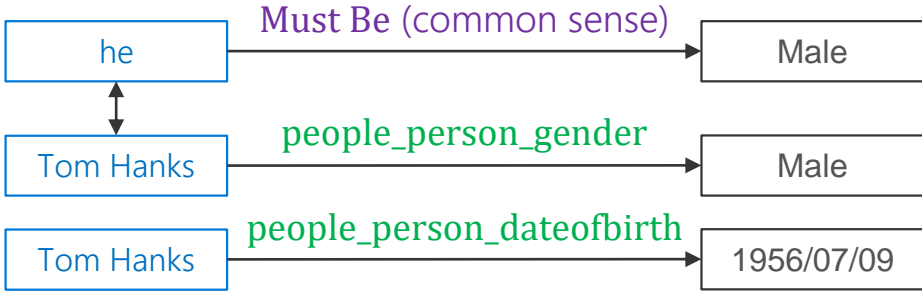 he
Must Be (common sense)
Male
Tom Hanks
people_person_gender
Male
Tom Hanks
people_person_dateofbirth
1956/07/09